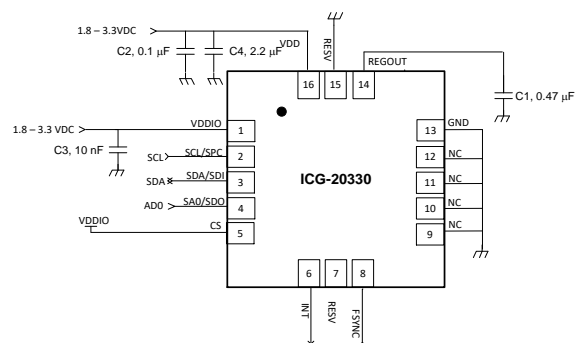 1.8 – 3.3VDC
C2, 0.1 µF
C4, 2.2 µF
VDD
RESV
REGOUT
C1, 0.47 µF
16
15
14
1.8 – 3.3 VDC
VDDIO
1
C3, 10 nF
SCL
SCL/SPC
2
SDA
SDA/SDI
3
AD0
SA0/SDO
4
VDDIO
CS
5
ICG-20330
13
GND
12
NC
11
NC
10
NC
9
NC
6
7
8
INT
RESV
FSYNC